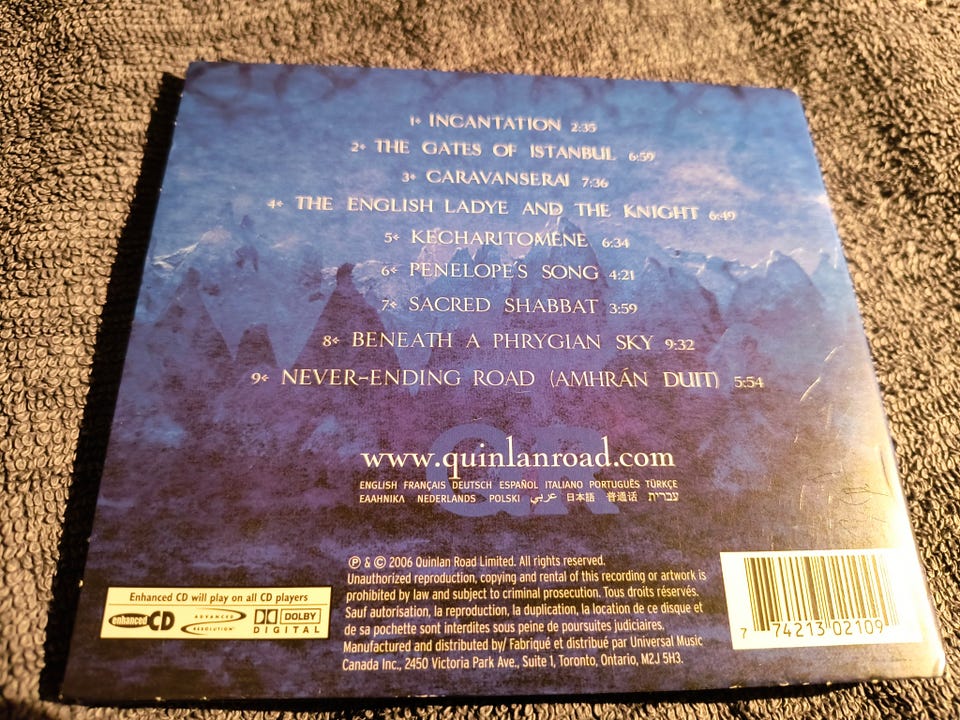 1 INCANTATION 2:35
2 THE GATES OF ISTANBUL 6:59
3 CARAVANSERAI 7:36
4 THE ENGLISH LADYE AND THE KNIGHT 6:49
5 KECHARITOMENE 6:34
6 PENELOPE'S SONG 4:21
7 SACRED SHABBAT 3:59
8 BENEATH A PHRYGIAN SKY 9:32
9 NEVER-ENDING ROAD (AMHRÁN DUIT) 5:54
QR
www.quinlanroad.com
ENGLISH FRANÇAIS DEUTSCH ESPAÑOL ITALIANO PORTUGUÊS TÜRKÇE
ΕΛΛΗΝΙΚΑ NEDERLANDS POLSKI عربي 日本語 普通话 עברית
℗ & © 2006 Quinlan Road Limited. All rights reserved.
Unauthorized reproduction, copying and rental of this recording or artwork is
prohibited by law and subject to criminal prosecution. Tous droits réservés.
Sauf autorisation, la reproduction, la duplication, la location de ce disque et
de sa pochette sont interdites sous peine de poursuites judiciaires.
Manufactured and distributed by/ Fabriqué et distribué par Universal Music
Canada Inc., 2450 Victoria Park Ave., Suite 1, Toronto, Ontario, M2J 5H3.
Enhanced CD will play on all CD players
enhanced CD ADVANCED RESOLUTION DOLBY DIGITAL
7 74213 02109